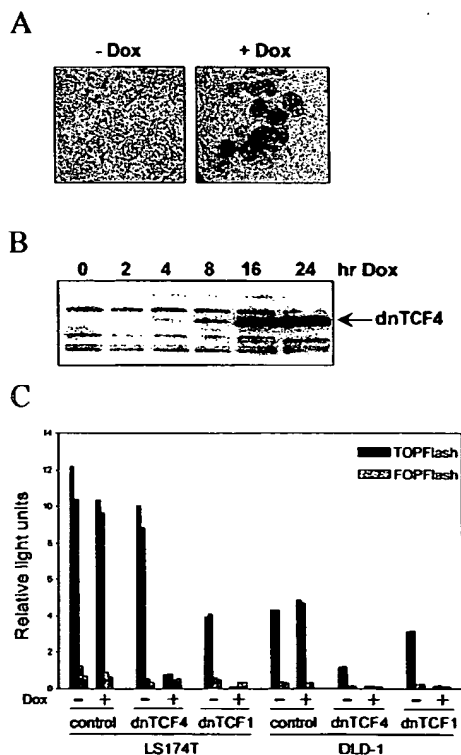 A
- Dox + Dox
B
0 2 4 8 16 24 hr Dox
dnTCF4
C
14
12
10
8
6
4
2
0
Relative light units
TOPFlash
FOPFlash
Dox - + - + - + - + - + - +
control dnTCF4 dnTCF1 control dnTCF4 dnTCF1
LS174T DLD-1